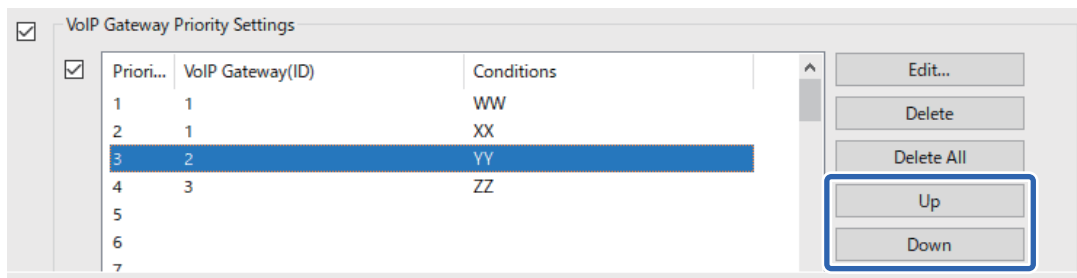 VoIP Gateway Priority Settings
Priori... VoIP Gateway(ID) Conditions
1 1 WW
2 1 XX
3 2 YY
4 3 ZZ
5
6
7
Edit...
Delete
Delete All
Up
Down